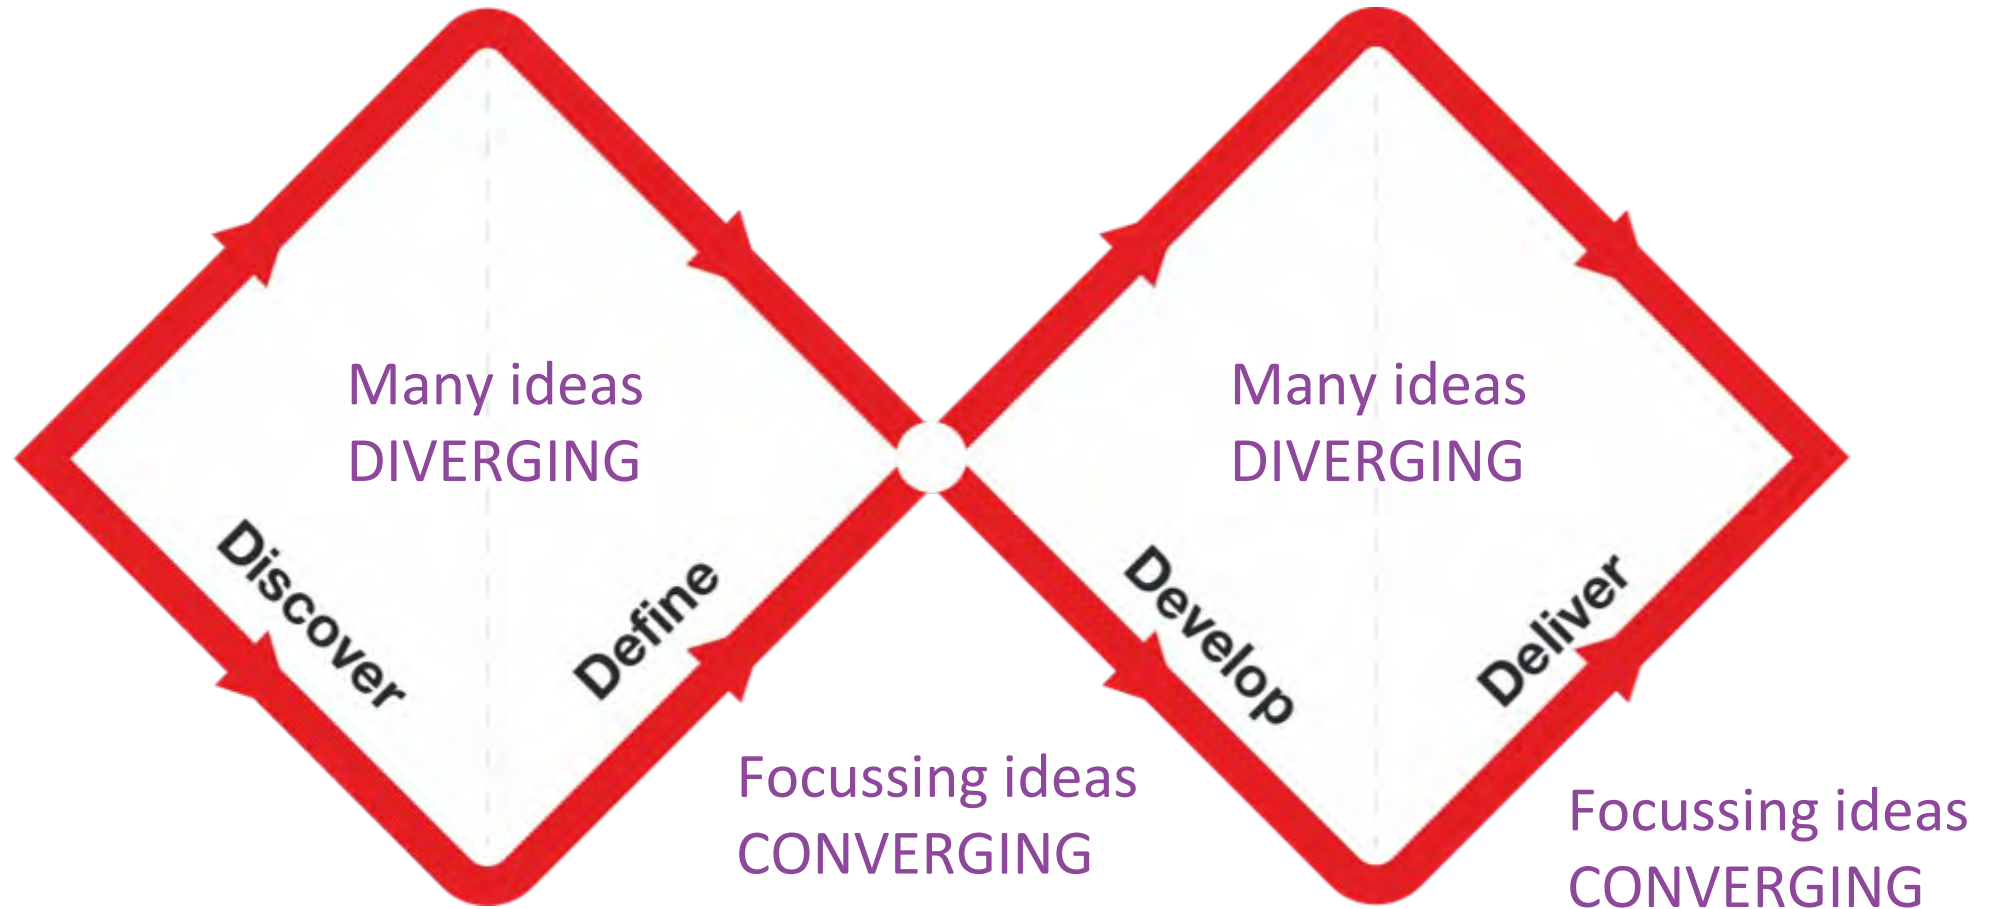 Many ideas
DIVERGING
Discover
Define
Focussing ideas
CONVERGING
Many ideas
DIVERGING
Develop
Deliver
Focussing ideas
CONVERGING